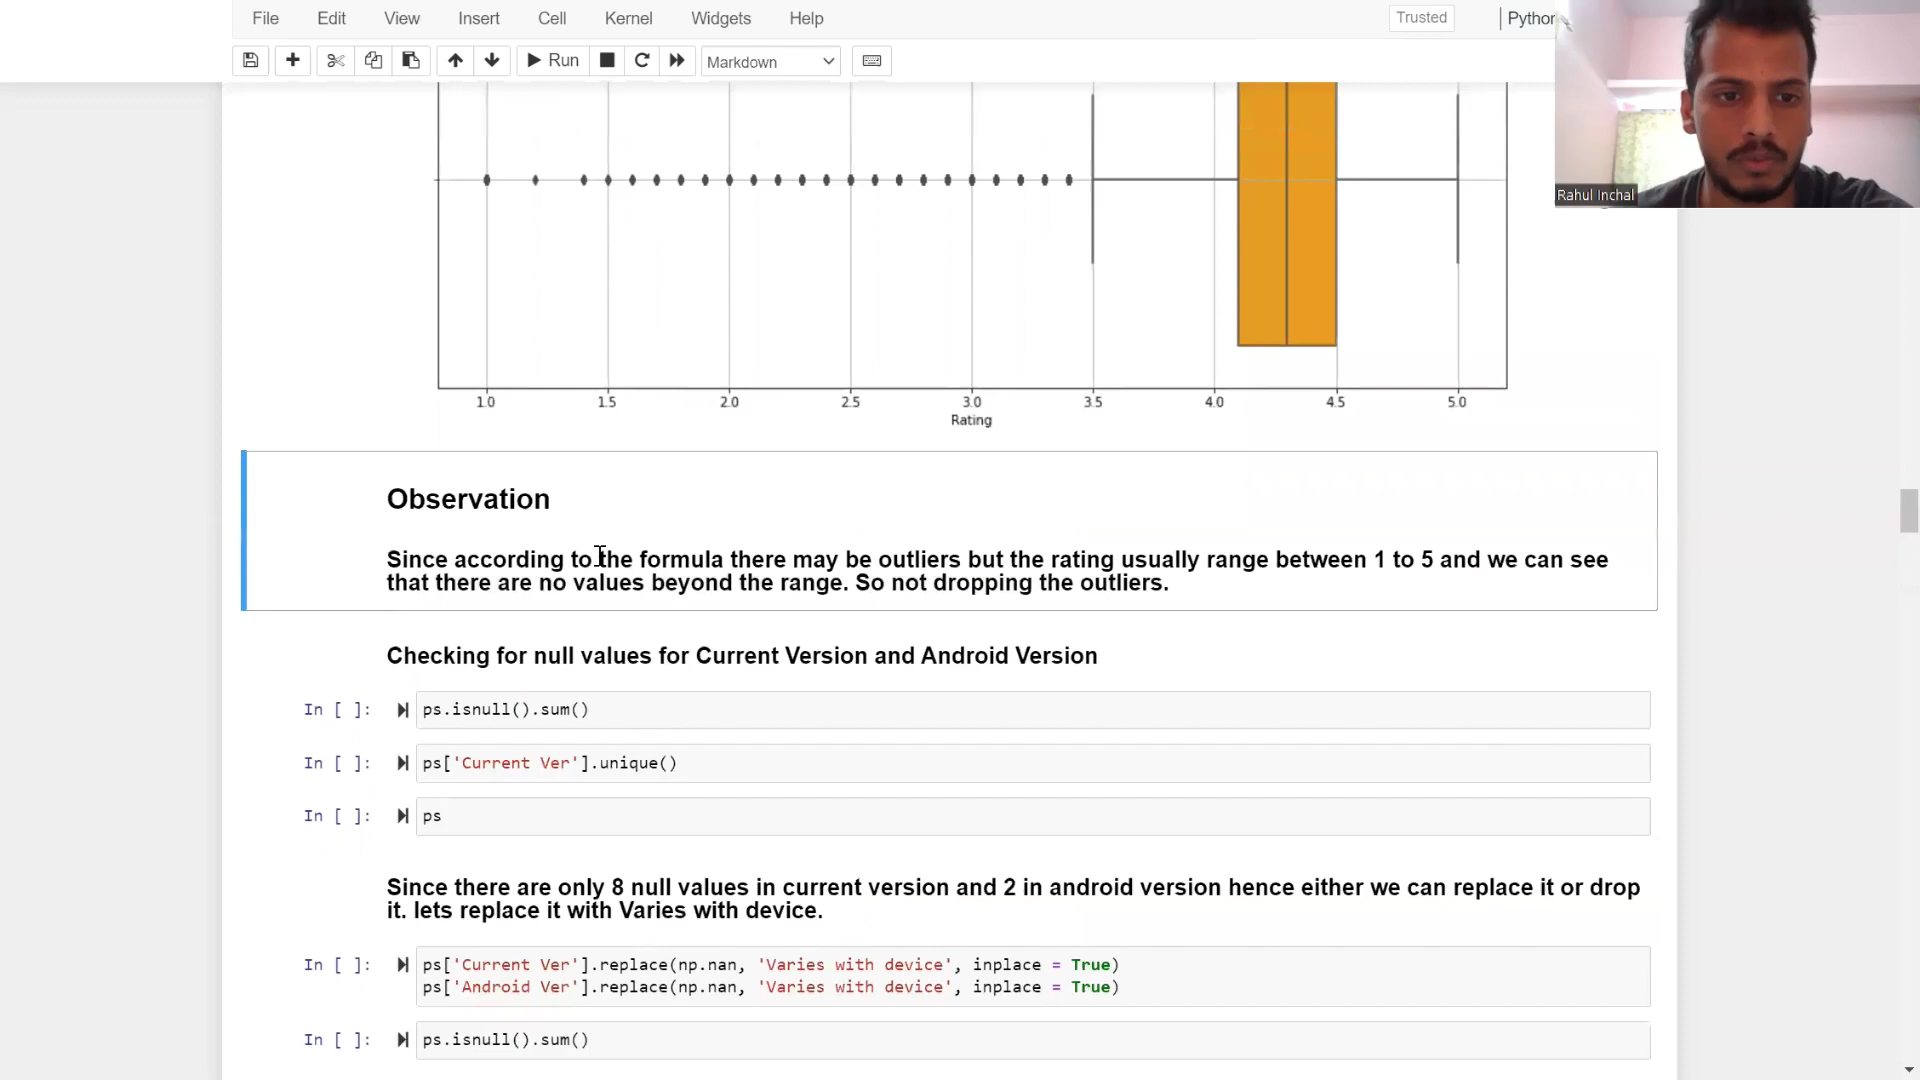 File Edit View Insert Cell Kernel Widgets Help Trusted Python
Run Markdown
Rahul Inchal
1.0 1.5 2.0 2.5 3.0 3.5 4.0 4.5 5.0
Rating
Observation
Since according to the formula there may be outliers but the rating usually range between 1 to 5 and we can see
that there are no values beyond the range. So not dropping the outliers.
Checking for null values for Current Version and Android Version
In [ ]: ps.isnull().sum()
In [ ]: ps['Current Ver'].unique()
In [ ]: ps
Since there are only 8 null values in current version and 2 in android version hence either we can replace it or drop
it. lets replace it with Varies with device.
In [ ]: ps['Current Ver'].replace(np.nan, 'Varies with device', inplace = True)
ps['Android Ver'].replace(np.nan, 'Varies with device', inplace = True)
In [ ]: ps.isnull().sum()